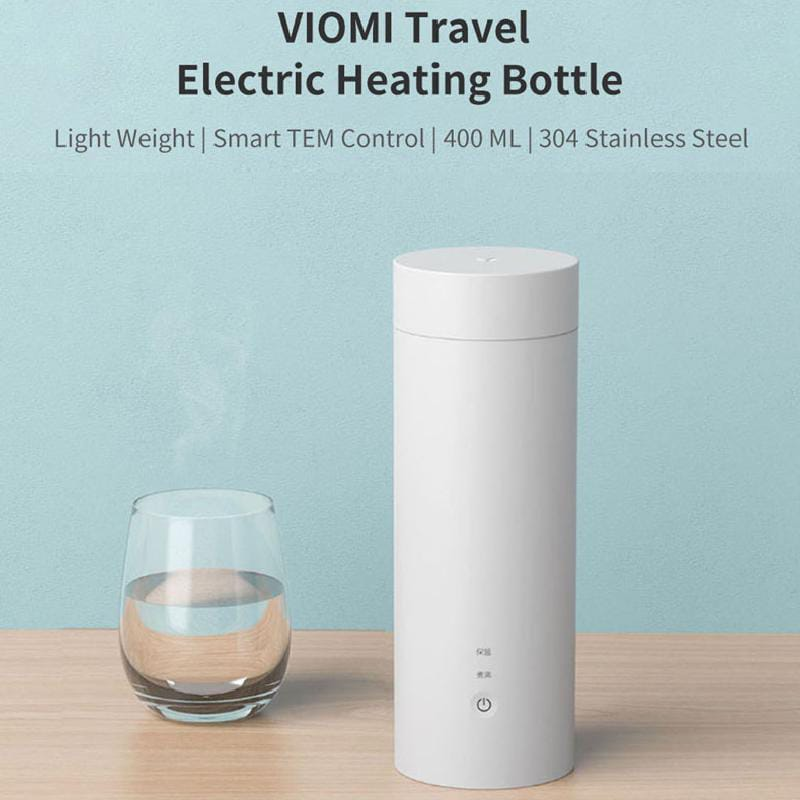 VIOMI Travel
Electric Heating Bottle
Light Weight | Smart TEM Control | 400 ML | 304 Stainless Steel
保温
煮沸